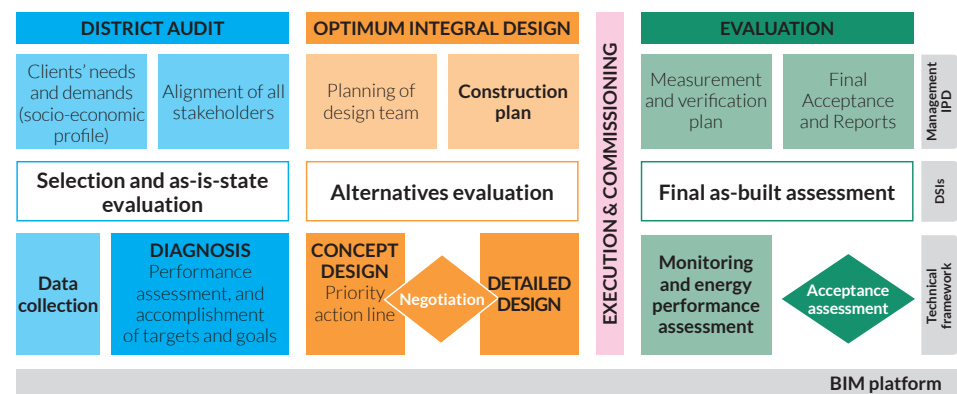 DISTRICT AUDIT
Clients' needs
and demands
(socio-economic
profile)
Alignment of all
stakeholders
Selection and as-is-state
evaluation
Data
collection
DIAGNOSIS
Performance
assessment, and
accomplishment
of targets and goals
OPTIMUM INTEGRAL DESIGN
Planning of
design team
Construction
plan
Alternatives evaluation
CONCEPT
DESIGN
Priority
action line
Negotiation
DETAILED
DESIGN
EXECUTION & COMMISSIONING
EVALUATION
Measurement
and verification
plan
Final
Acceptance
and Reports
Final as-built assessment
Monitoring
and energy
performance
assessment
Acceptance
assessment
Management
IPD
DSIs
Technical
framework
BIM platform